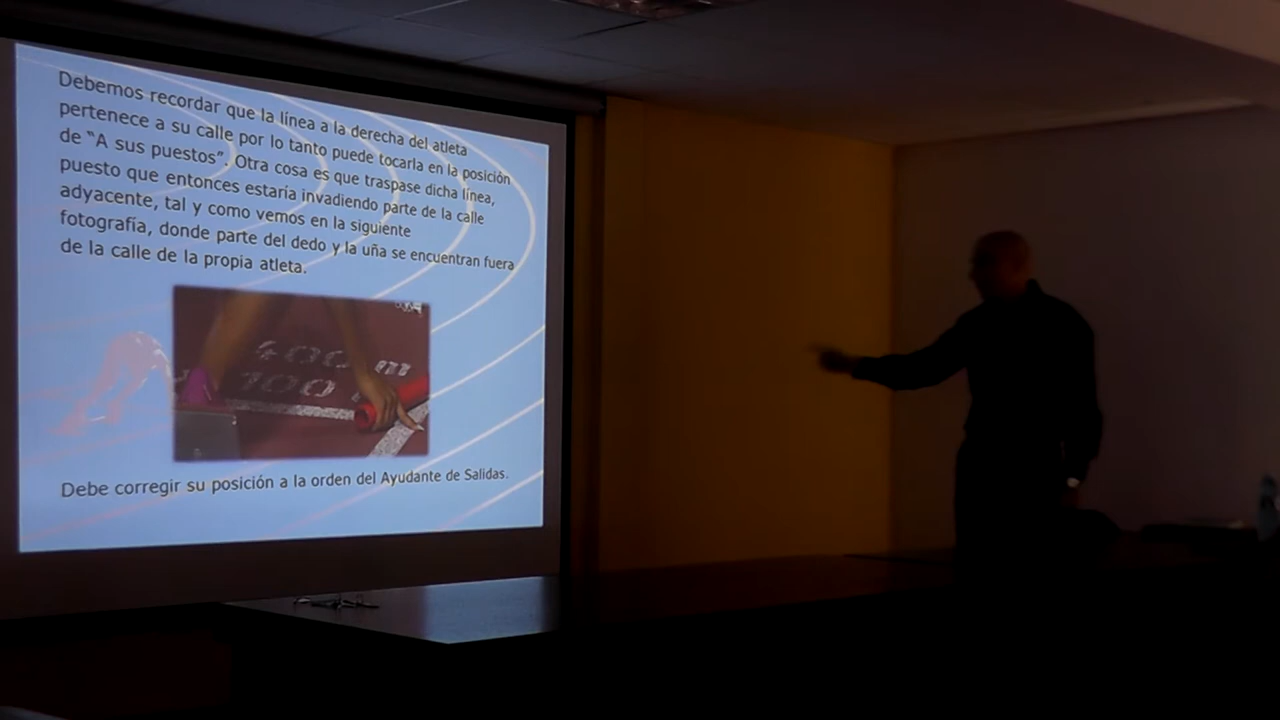 Debemos recordar que la línea a la derecha del atleta
pertenece a su calle por lo tanto puede tocarla en la posición
de “A sus puestos”. Otra cosa es que traspase dicha línea,
puesto que entonces estaría invadiendo parte de la calle
adyacente, tal y como vemos en la siguiente
fotografía, donde parte del dedo y la uña se encuentran fuera
de la calle de la propia atleta.
400 m
100
Debe corregir su posición a la orden del Ayudante de Salidas.